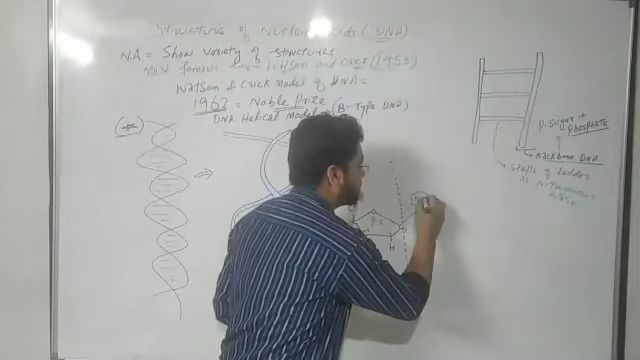 Structure of Nucleic Acids (DNA)
NA = Show variety of structures
Most famous Watson and Crick (1953)
Watson & Crick Model of DNA =
1962 = Noble Prize
DNA Helical Model (B-Type DNA)
P. Sugar +
Phosphate
Backbone DNA
Steps of ladder
as Nitrogenous
Base
PS
H